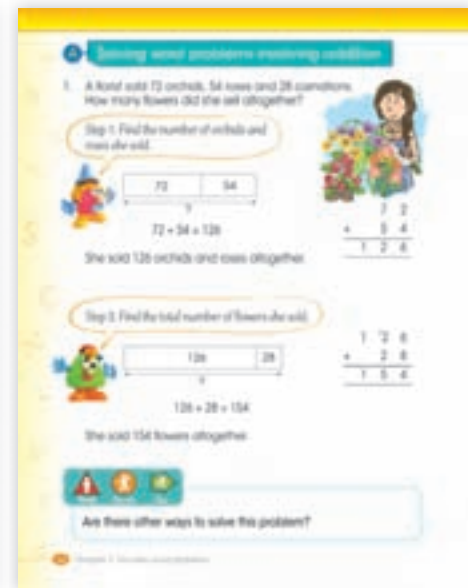 A Solving word problems involving addition
1. A florist sold 72 orchids, 54 roses and 28 carnations.
How many flowers did she sell altogether?
Step 1: Find the number of orchids and
roses she sold.
72 54
?
72 + 54 = 126
7 2
+ 5 4
1 2 6
She sold 126 orchids and roses altogether.
Step 2: Find the total number of flowers she sold.
126 28
?
126 + 28 = 154
1 2 6
+ 2 8
1 5 4
She sold 154 flowers altogether.
Are there other ways to solve this problem?